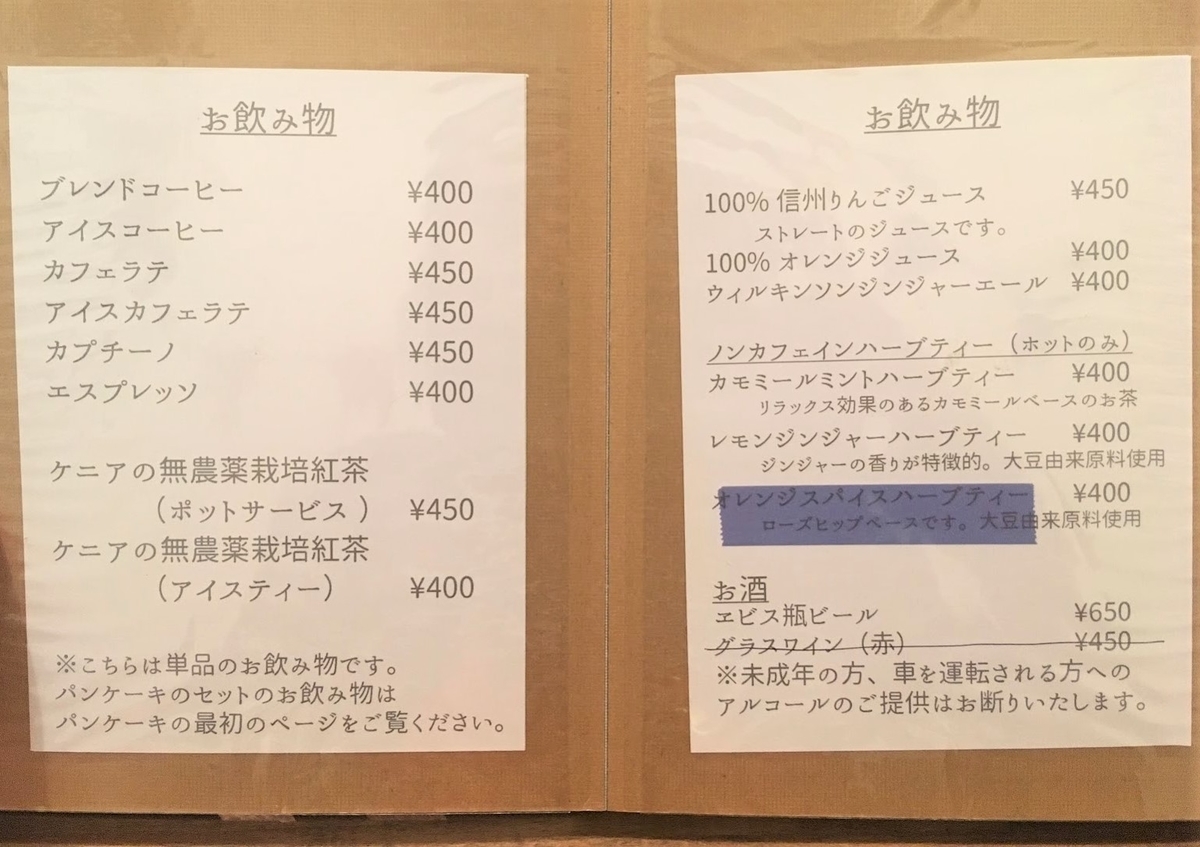 お飲み物
ブレンドコーヒー ¥400
アイスコーヒー ¥400
カフェラテ ¥450
アイスカフェラテ ¥450
カプチーノ ¥450
エスプレッソ ¥400
ケニアの無農薬栽培紅茶
(ポットサービス) ¥450
ケニアの無農薬栽培紅茶
(アイスティー) ¥400
※こちらは単品のお飲み物です。
パンケーキのセットのお飲み物は
パンケーキの最初のページをご覧ください。
お飲み物
100% 信州りんごジュース ¥450
ストレートのジュースです。
100% オレンジジュース ¥400
ウィルキンソンジンジャーエール ¥400
ノンカフェインハーブティー(ホットのみ)
カモミールミントハーブティー ¥400
リラックス効果のあるカモミールベースのお茶
レモンジンジャーハーブティー ¥400
ジンジャーの香りが特徴的。大豆由来原料使用
オレンジスパイスハーブティー ¥400
ローズヒップベースです。大豆由来原料使用
お酒
ヱビス瓶ビール ¥650
グラスワイン(赤) ¥450
※未成年の方、車を運転される方への
アルコールのご提供はお断りいたします。